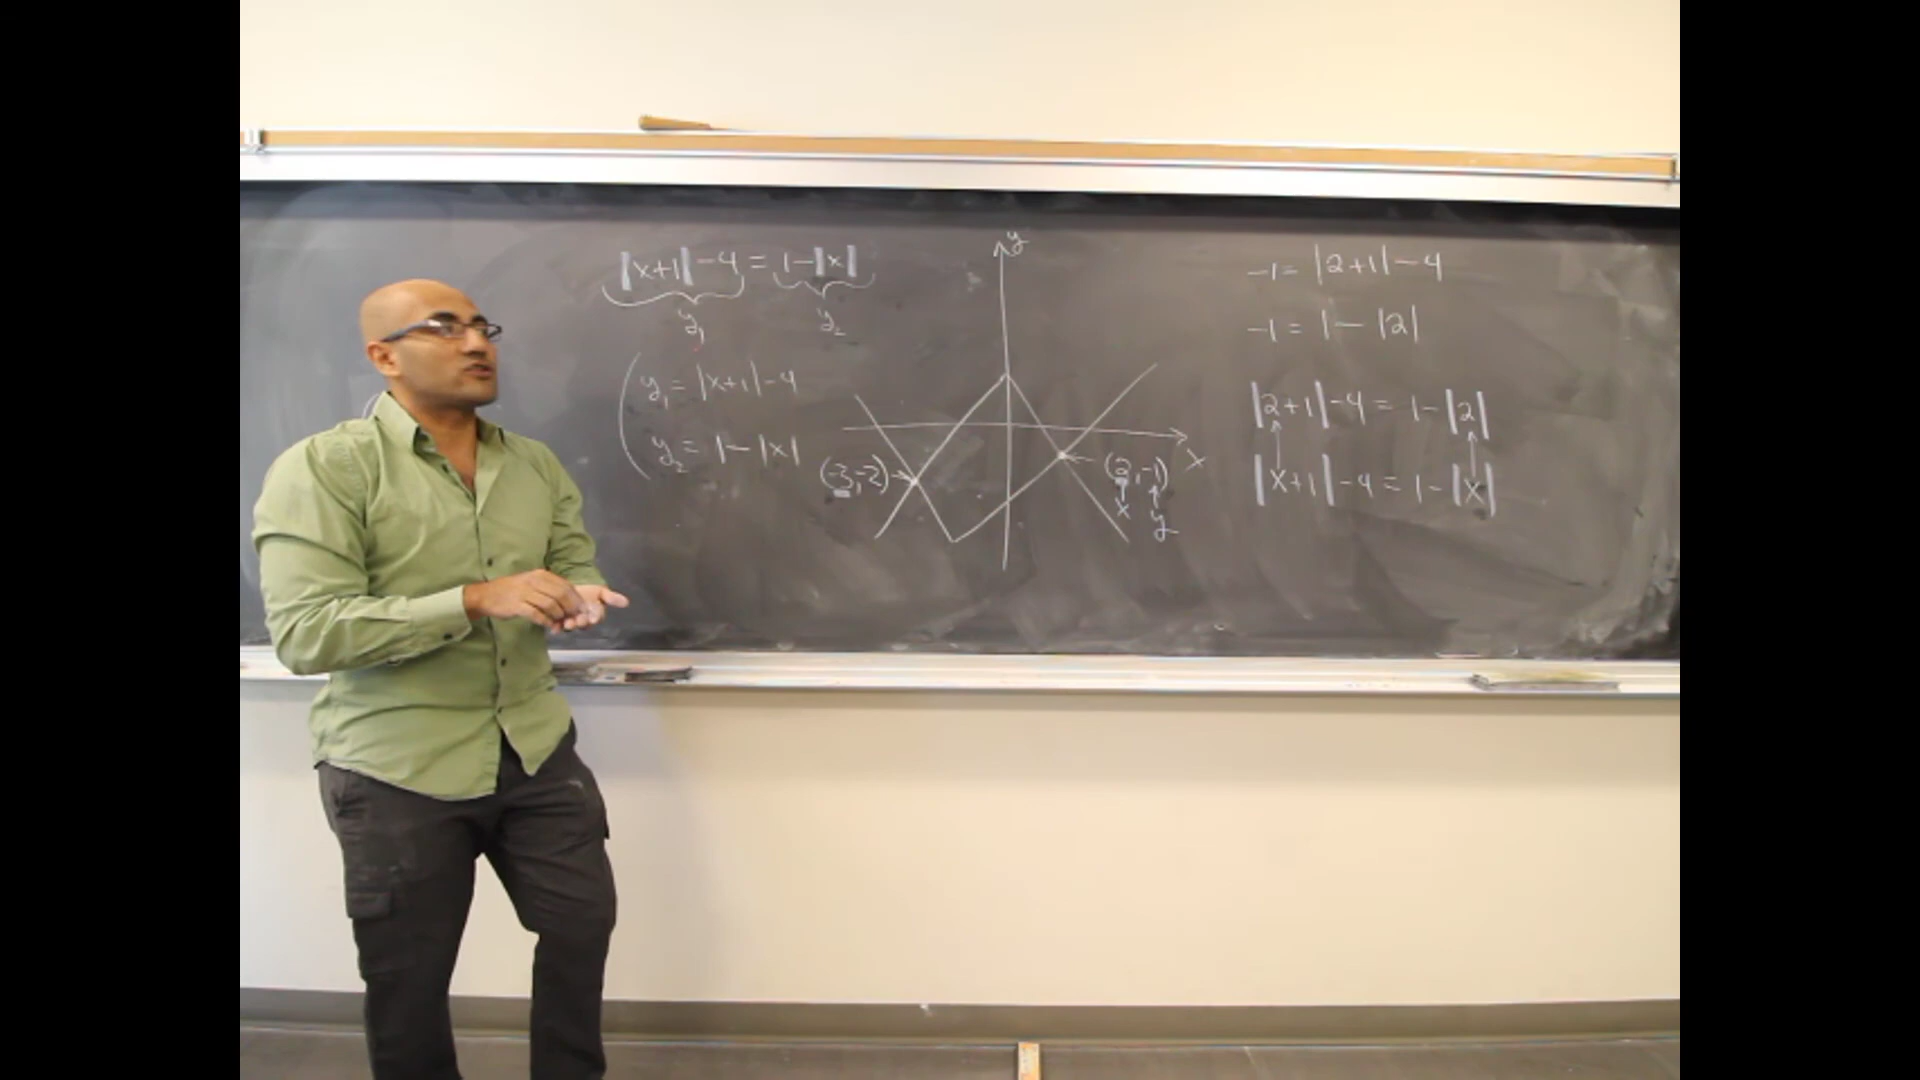 |x+1|-4 = 1-|x|
y₁ y₂
y₁ = |x+1|-4
y₂ = 1-|x|
y
x
(-3,-2)
(2,-1)
x y
-1 = |2+1|-4
-1 = 1-|2|
|2+1|-4 = 1-|2|
|x+1|-4 = 1-|x|